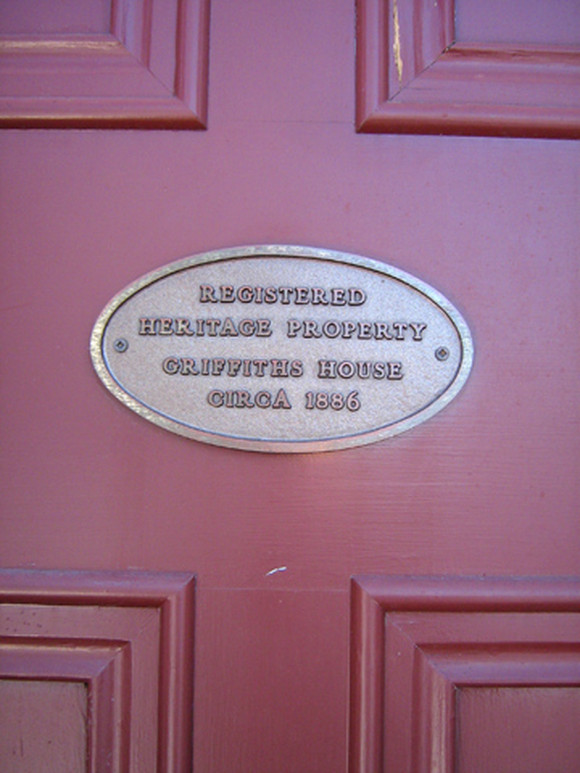 REGISTERED
HERITAGE PROPERTY
GRIFFITHS HOUSE
CIRCA 1886